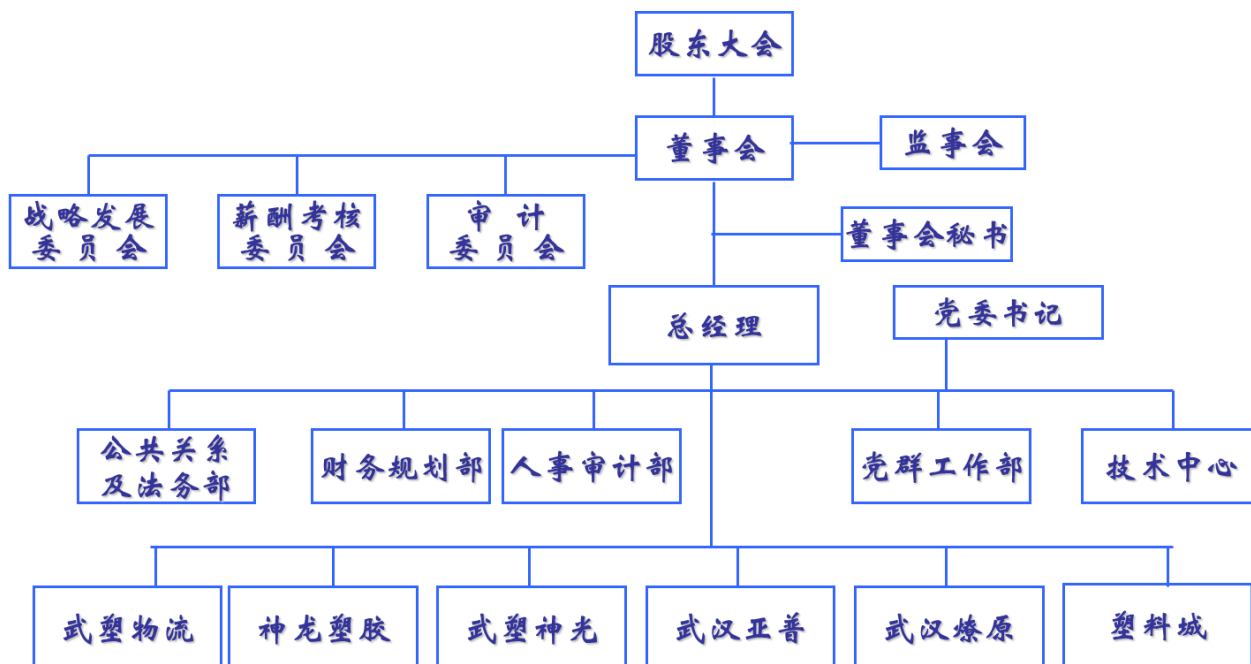 股东大会
董事会
监事会
战略发展
委员会
薪酬考核
委员会
审计
委员会
董事会秘书
总经理
党委书记
公共关系
及法务部
财务规划部
人事审计部
党群工作部
技术中心
武塑物流
神龙塑胶
武塑神光
武汉亚普
武汉燎原
塑料城